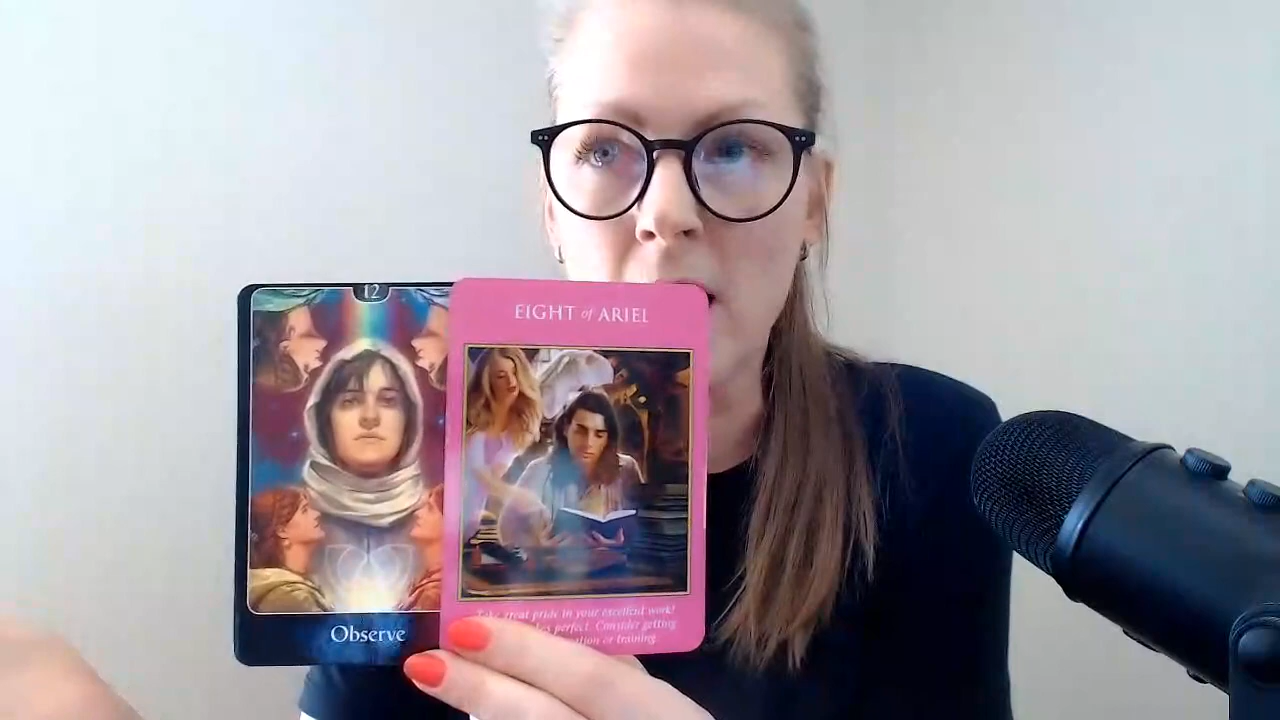 12
Observe
EIGHT of ARIEL
Take great pride in your excellent work!
perfect. Consider getting
or training.